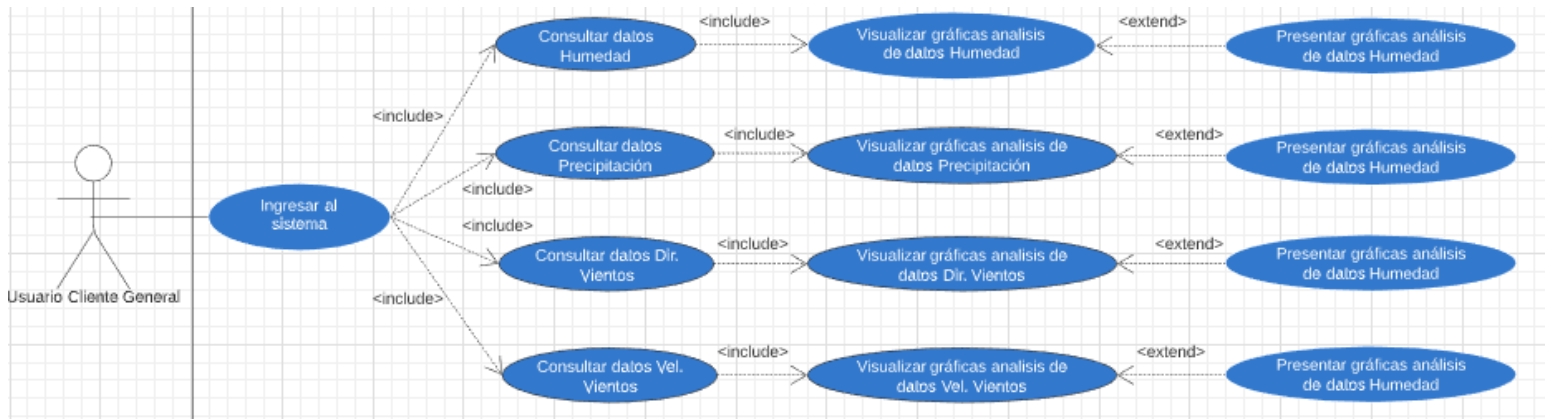 Consultar datos
Humedad
<include>
Visualizar gráficas analisis
de datos Humedad
<extend>
Presentar gráficas análisis
de datos Humedad
<include>
Consultar datos
Precipitación
<include>
Visualizar gráficas analisis de
datos Precipitación
<extend>
Presentar gráficas análisis
de datos Humedad
<include>
Ingresar al
sistema
<include>
Consultar datos Dir.
Vientos
<include>
Visualizar gráficas analisis de
datos Dir. Vientos
<extend>
Presentar gráficas análisis
de datos Humedad
Usuario Cliente General
<include>
Consultar datos Vel.
Vientos
<include>
Visualizar gráficas analisis de
datos Vel. Vientos
<extend>
Presentar gráficas análisis
de datos Humedad